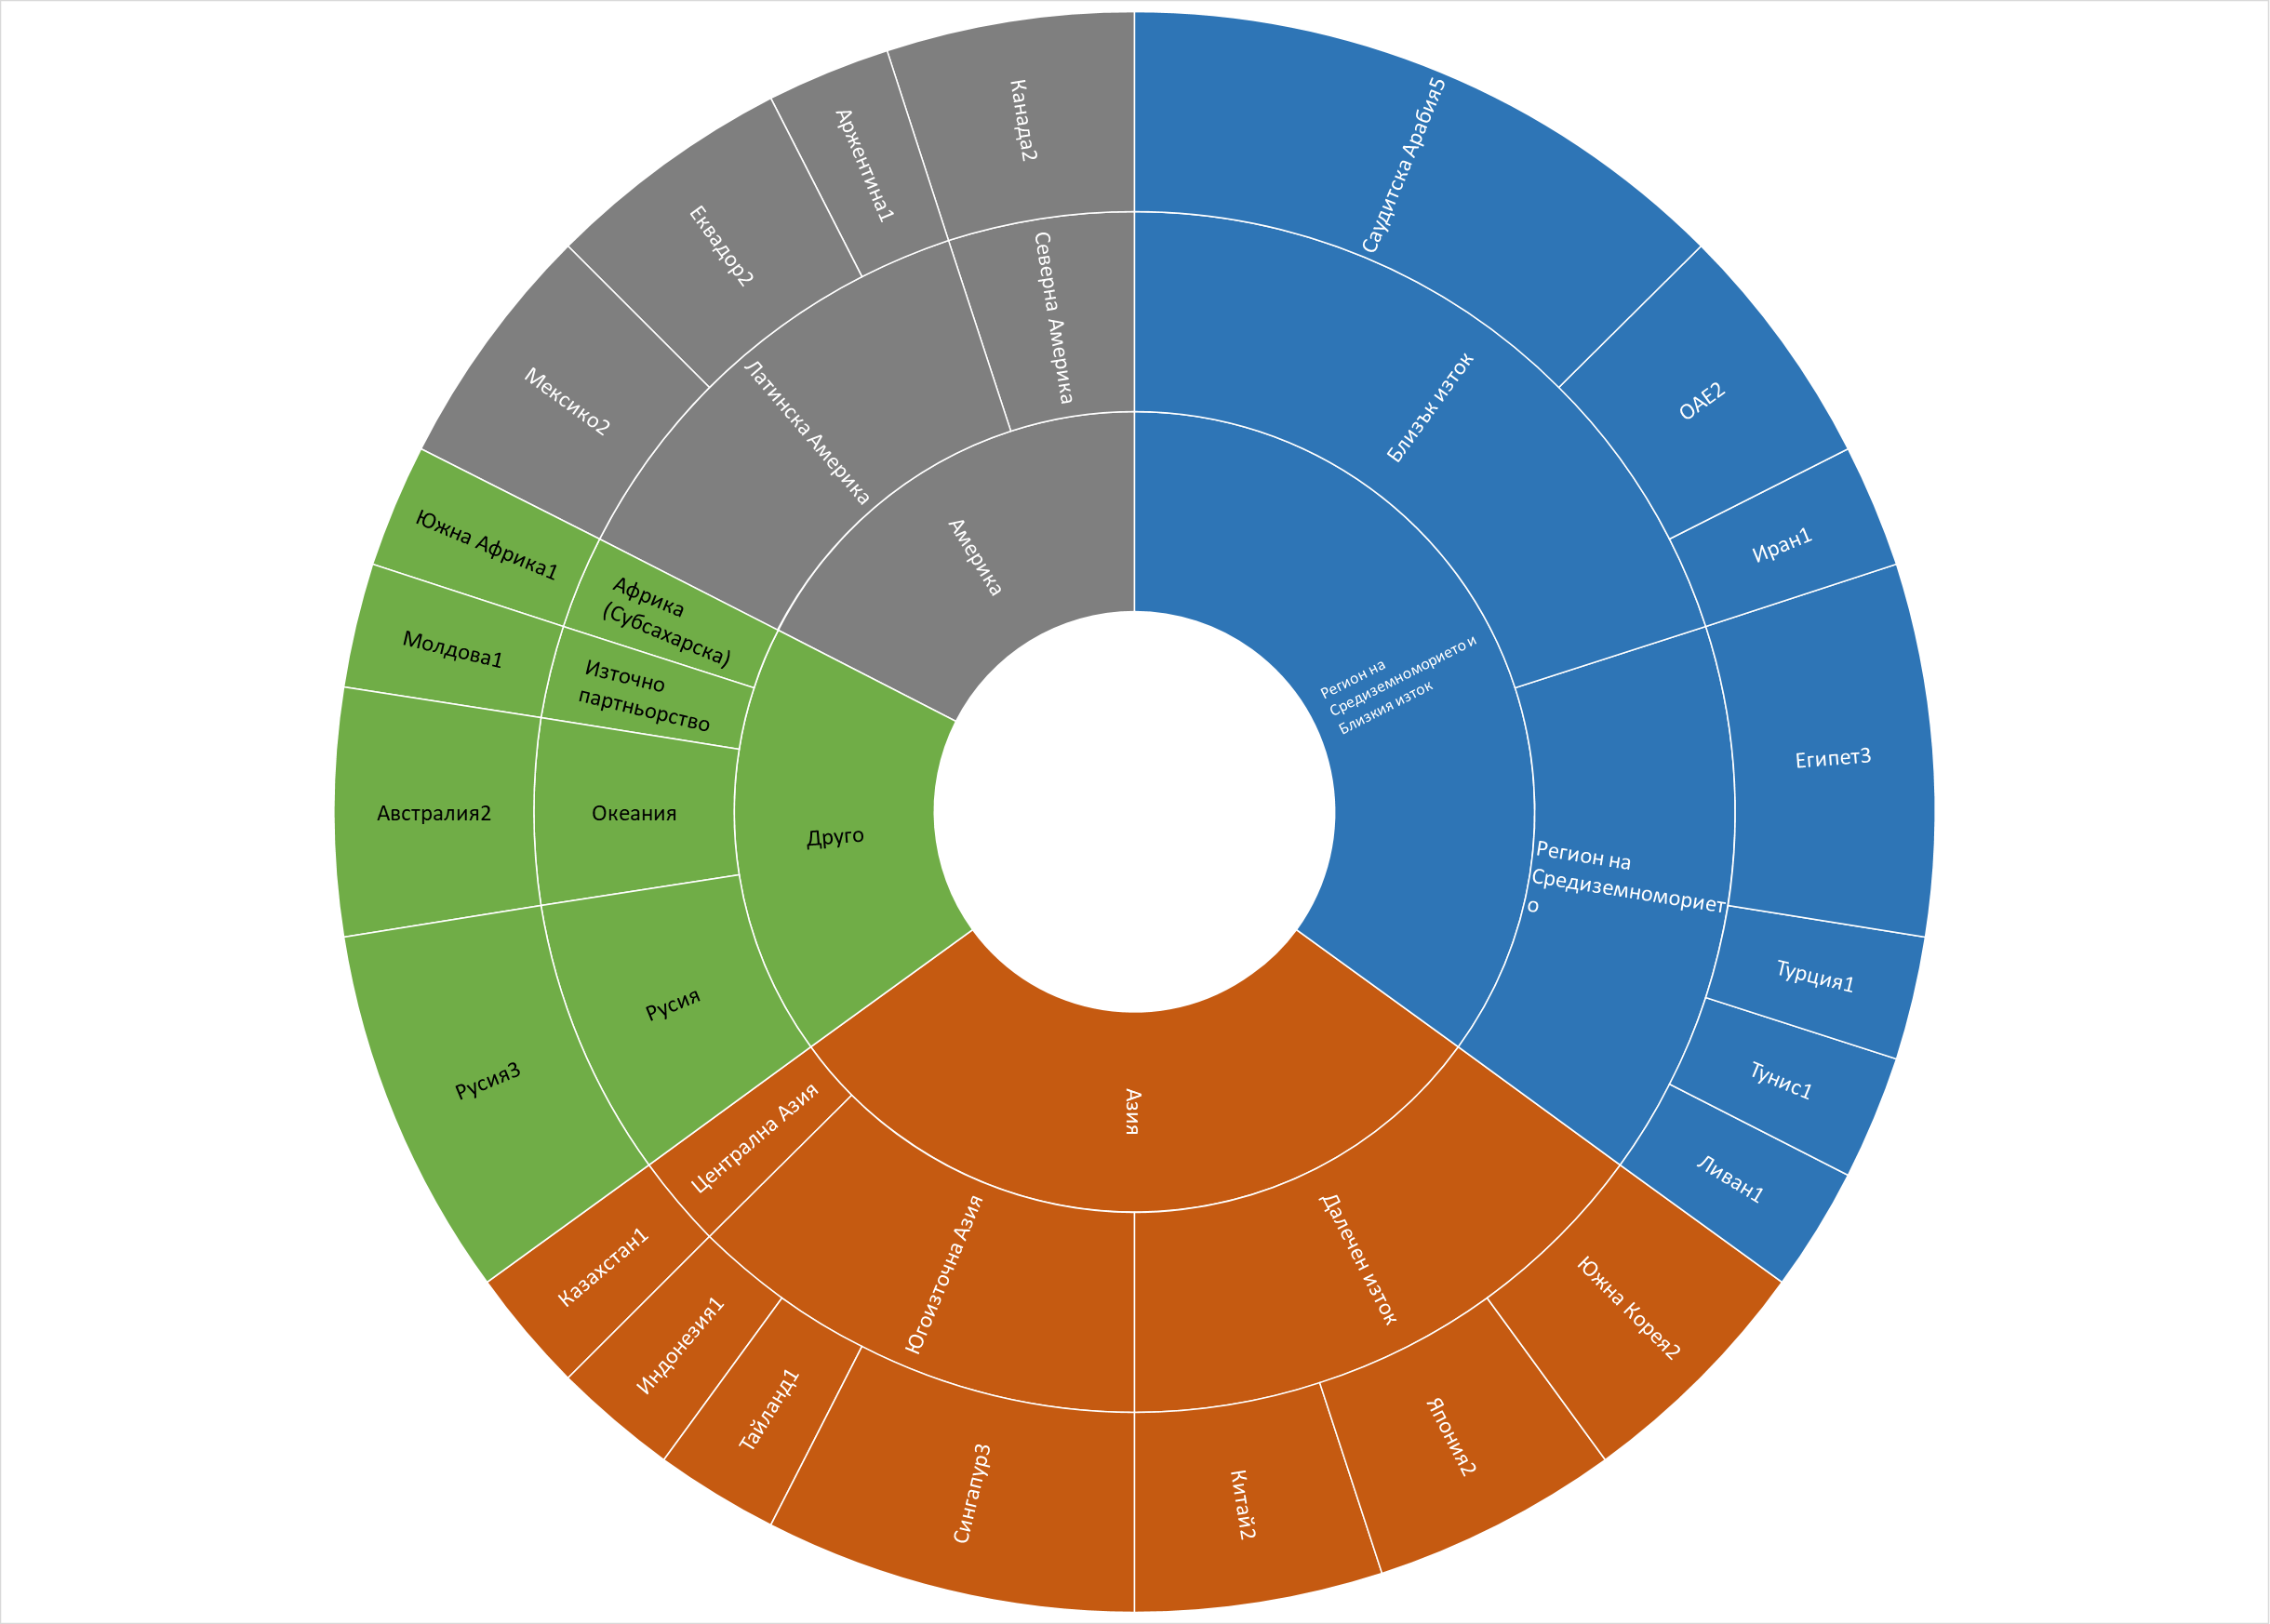 Регион на
Средиземноморието и
Близкия изток
Близък изток
Саудитска Арабия5
ОАЕ2
Иран1
Регион на
Средиземноморието
о
Египет3
Турция1
Тунис1
Ливан1
Азия
Далечен изток
Южна Корея2
Япония2
Китай2
Югоизточна Азия
Сингапур3
Тайланд1
Индонезия1
Централна Азия
Казахстан1
Друго
Русия
Русия3
Океания
Австралия2
Източно
партньорство
Молдова1
Африка
(Субсахарска)
Южна Африка1
Америка
Латинска Америка
Мексико2
Еквадор2
Аржентина1
Северна Америка
Канада2